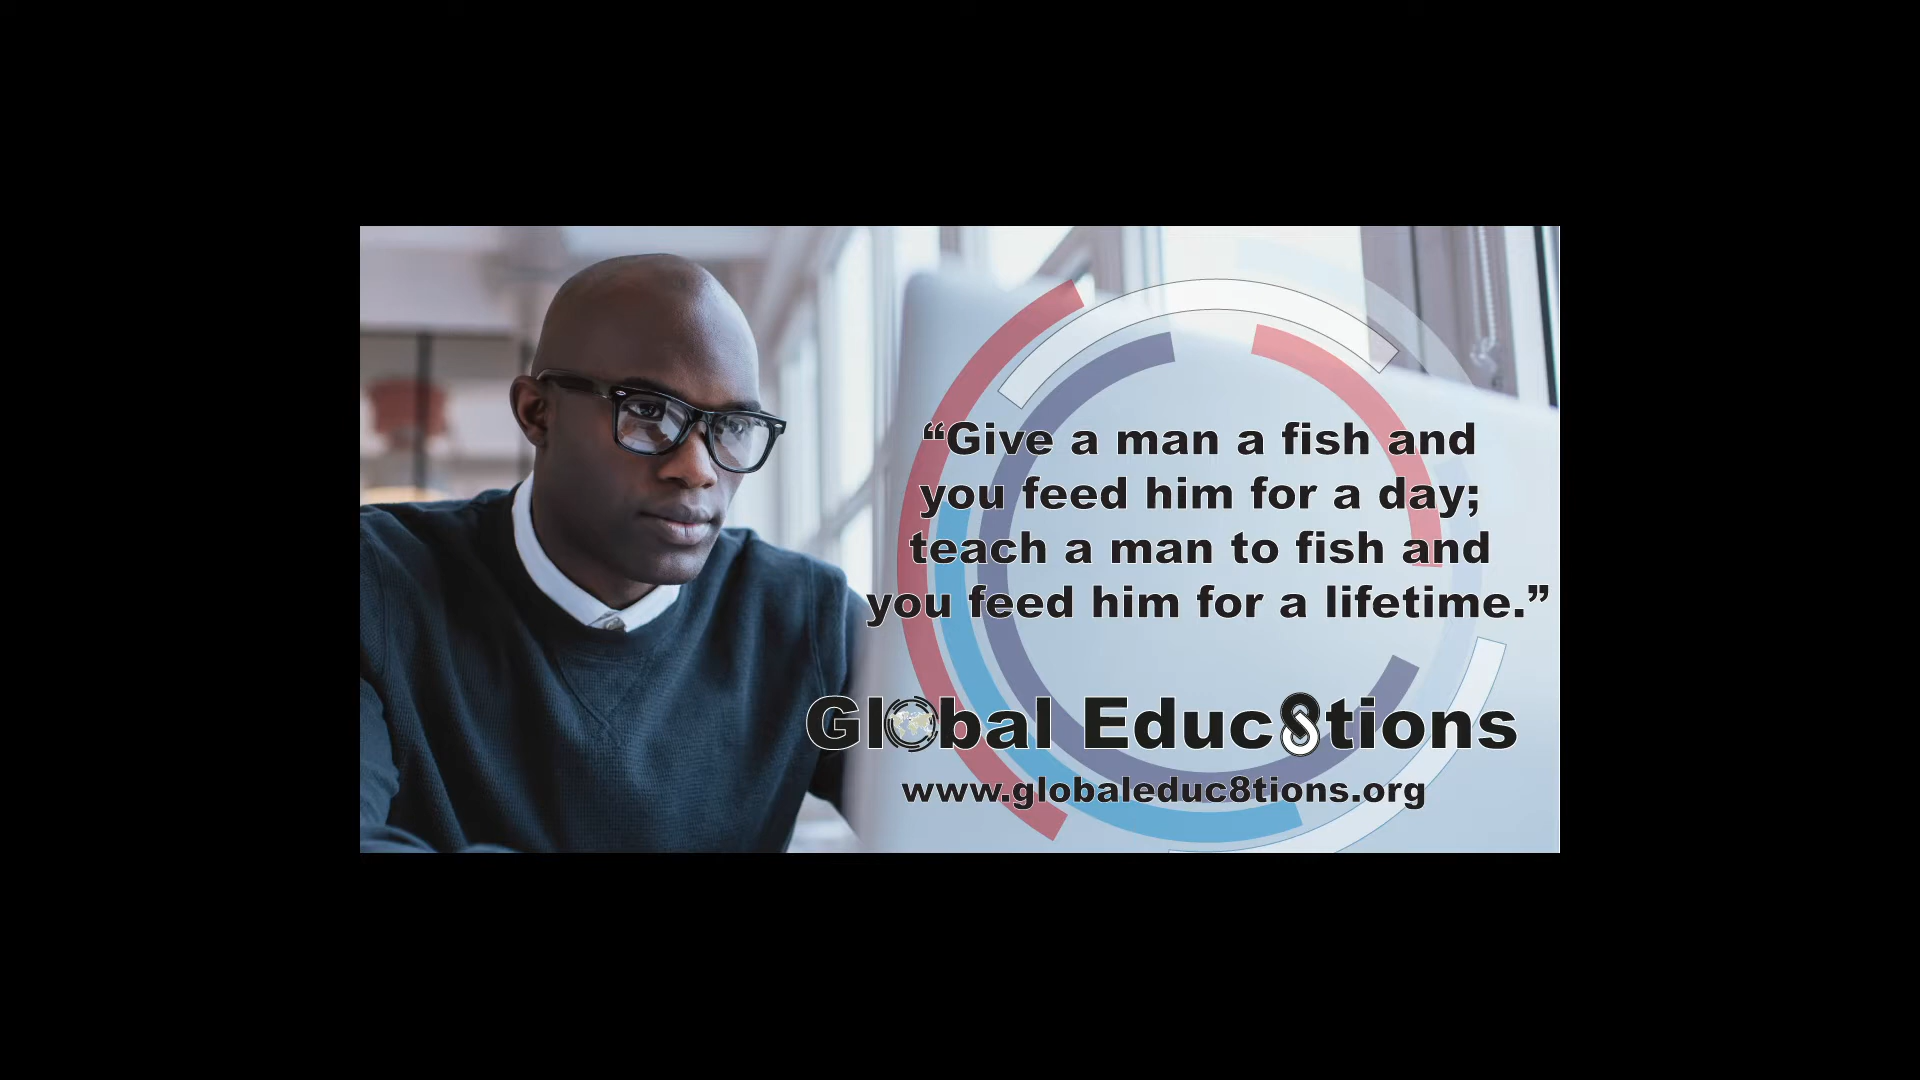 “Give a man a fish and
you feed him for a day;
teach a man to fish and
you feed him for a lifetime.”
Global Educ8tions
www.globaleduc8tions.org